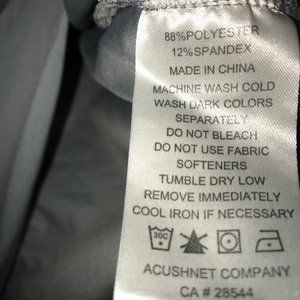 88%POLYESTER
12%SPANDEX
MADE IN CHINA
MACHINE WASH COLD
WASH DARK COLORS
SEPARATELY
DO NOT BLEACH
DO NOT USE FABRIC
SOFTENERS
TUMBLE DRY LOW
REMOVE IMMEDIATELY
COOL IRON IF NECESSARY
30C
ACUSHNET COMPANY
CA # 28544